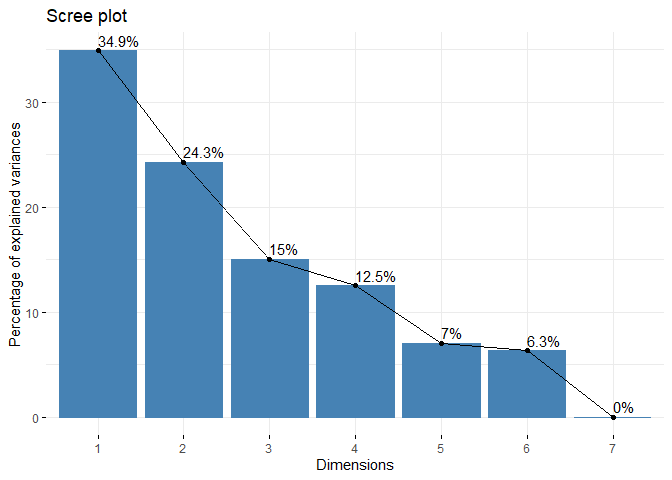 Scree plot
34.9%
24.3%
15%
12.5%
7%
6.3%
0%
Percentage of explained variances
30
20
10
0
1 2 3 4 5 6 7
Dimensions